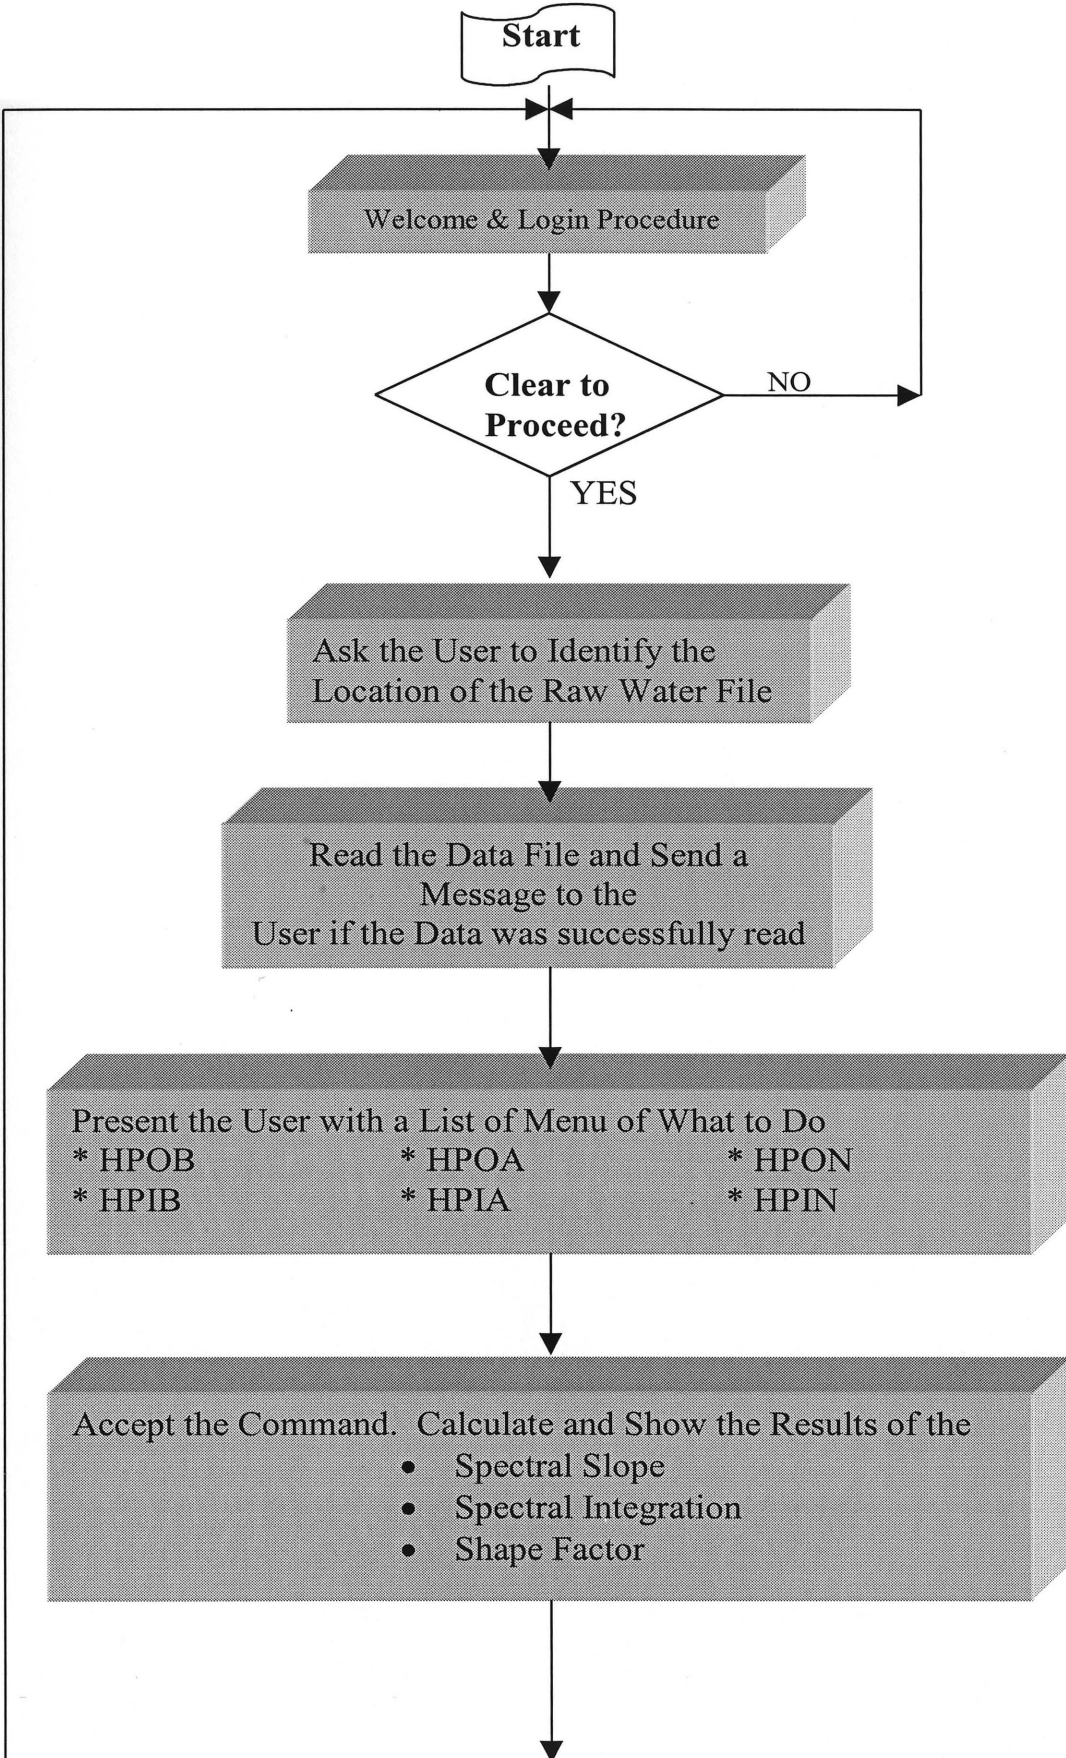 Start
Welcome & Login Procedure
Clear to
Proceed?
NO
YES
Ask the User to Identify the
Location of the Raw Water File
Read the Data File and Send a
Message to the
User if the Data was successfully read
Present the User with a List of Menu of What to Do
* HPOB * HPOA * HPON
* HPIB * HPIA * HPIN
Accept the Command. Calculate and Show the Results of the
• Spectral Slope
• Spectral Integration
• Shape Factor